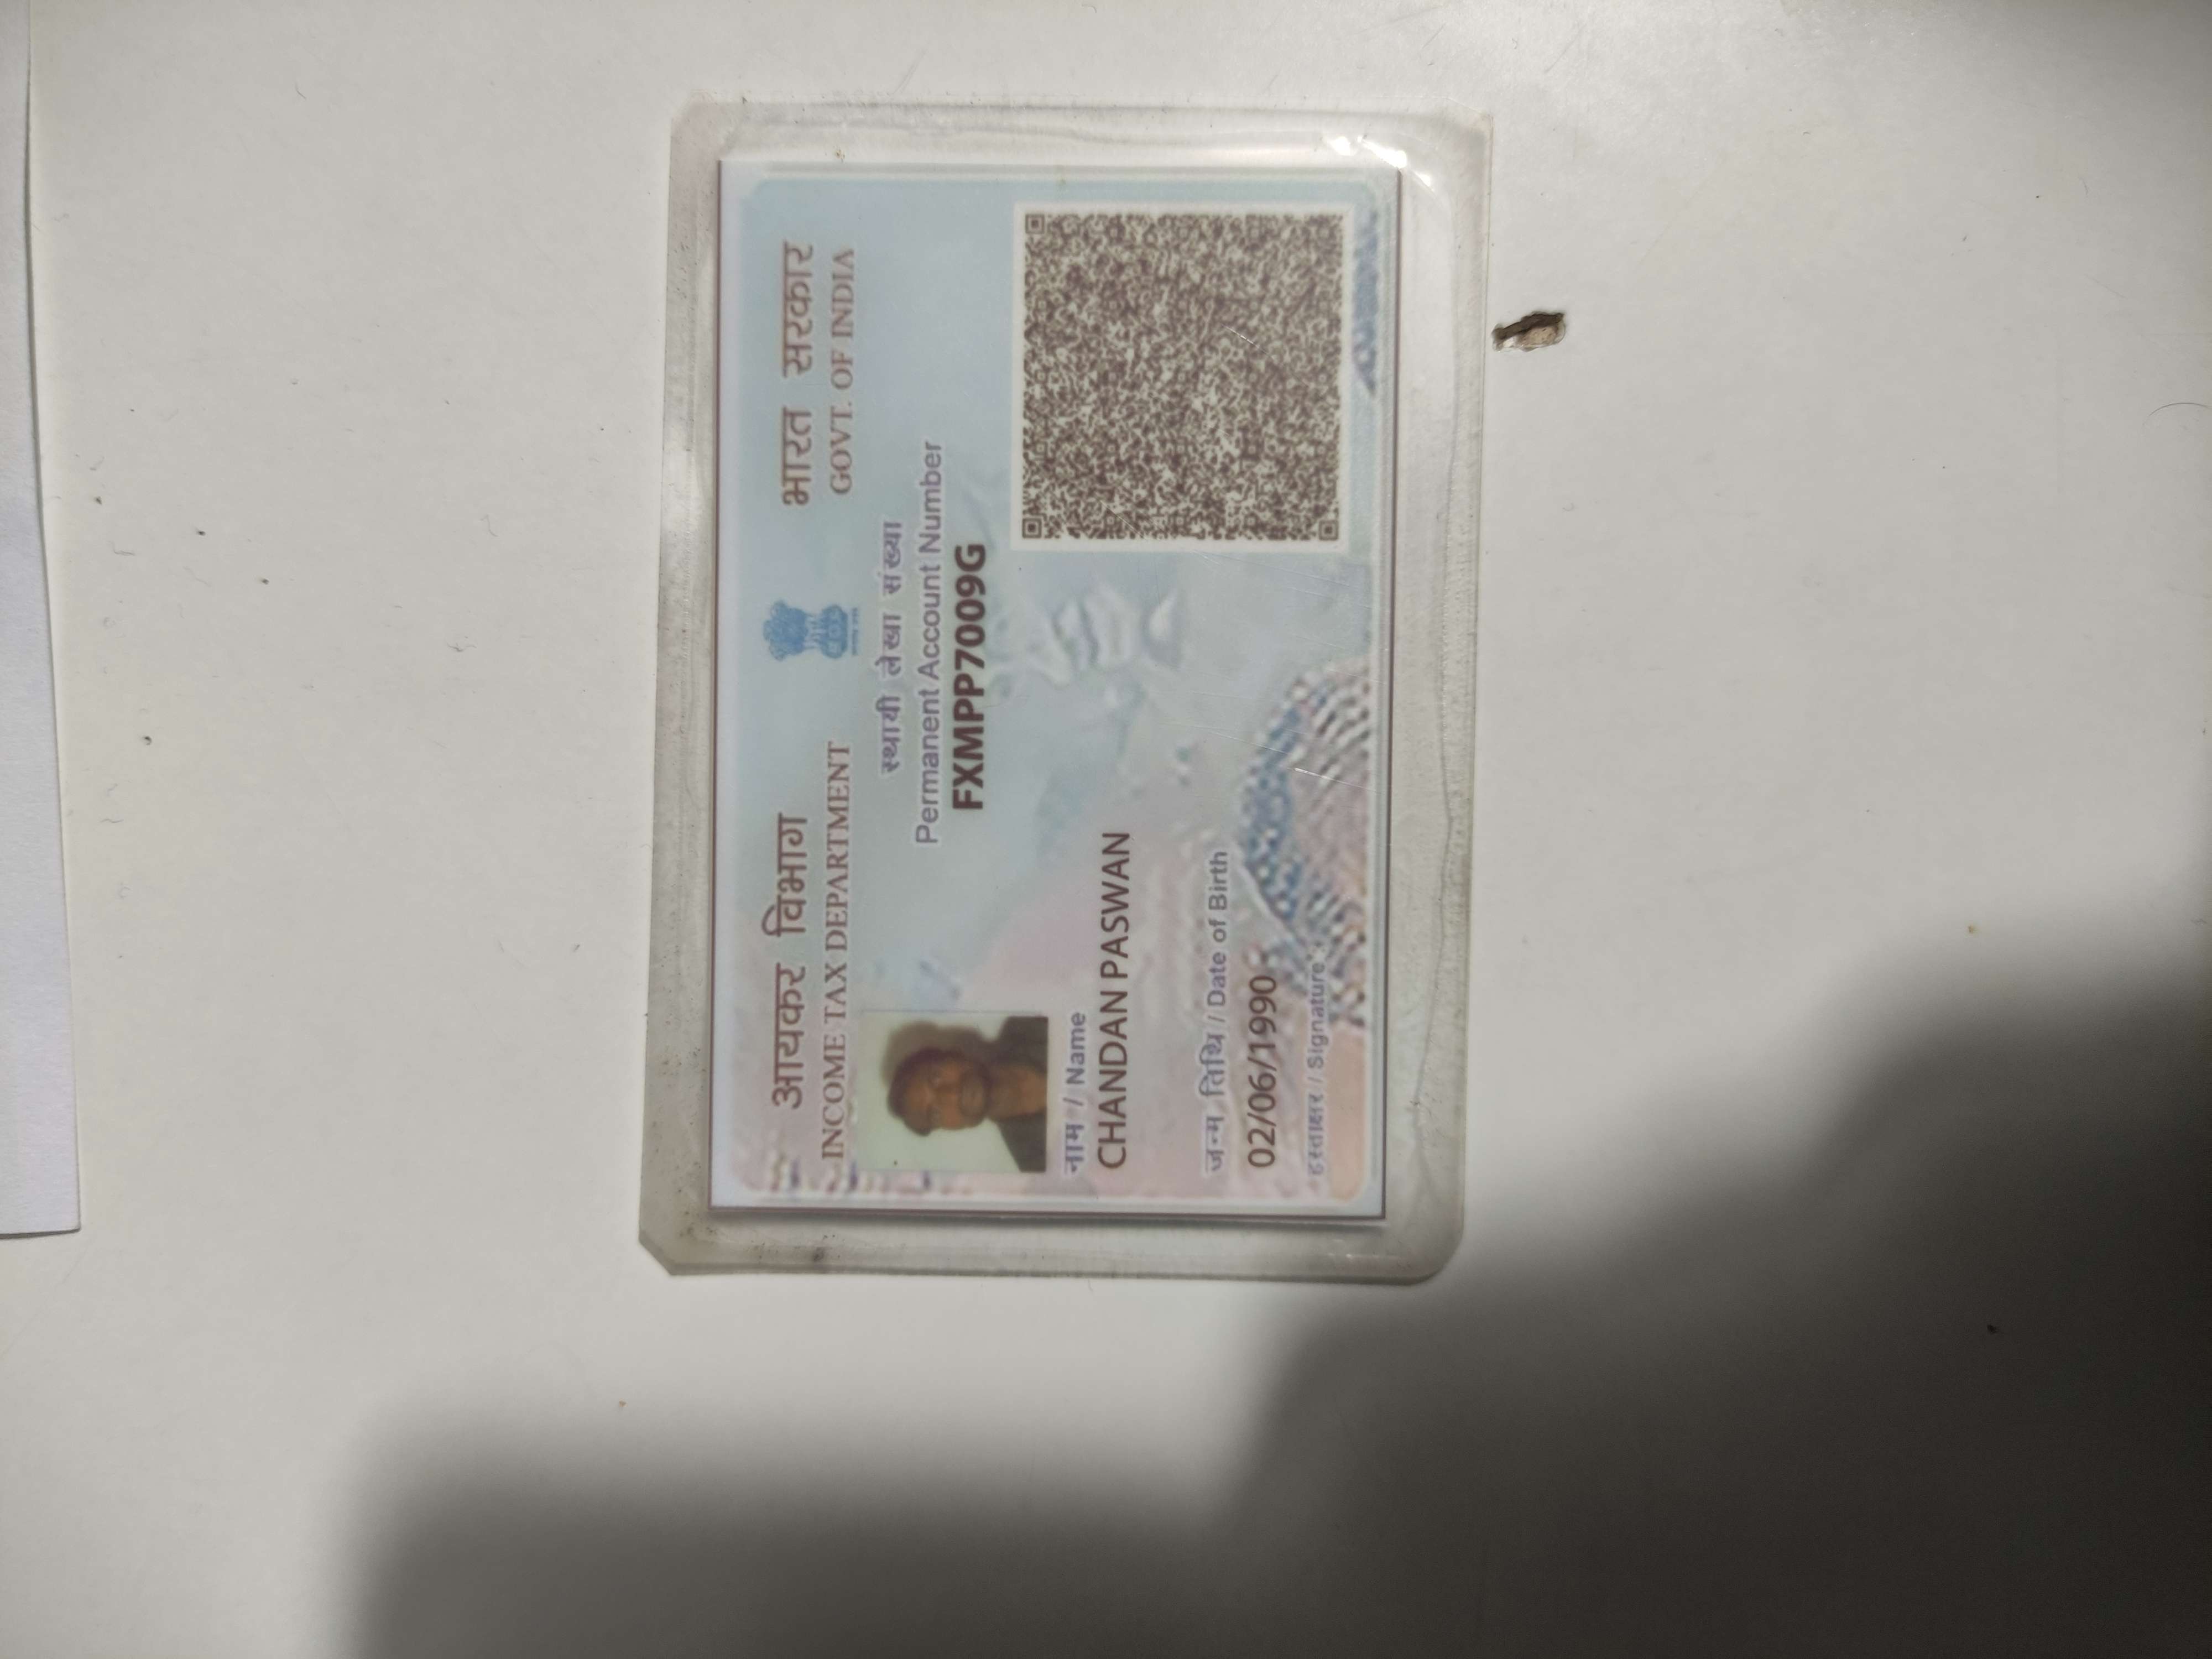 आयकर विभाग
INCOME TAX DEPARTMENT
भारत सरकार
GOVT. OF INDIA
स्थायी लेखा संख्या
Permanent Account Number
FXMPP7009G
नाम / Name
CHANDAN PASWAN
जन्म तिथि / Date of Birth
02/06/1990
हस्ताक्षर / Signature